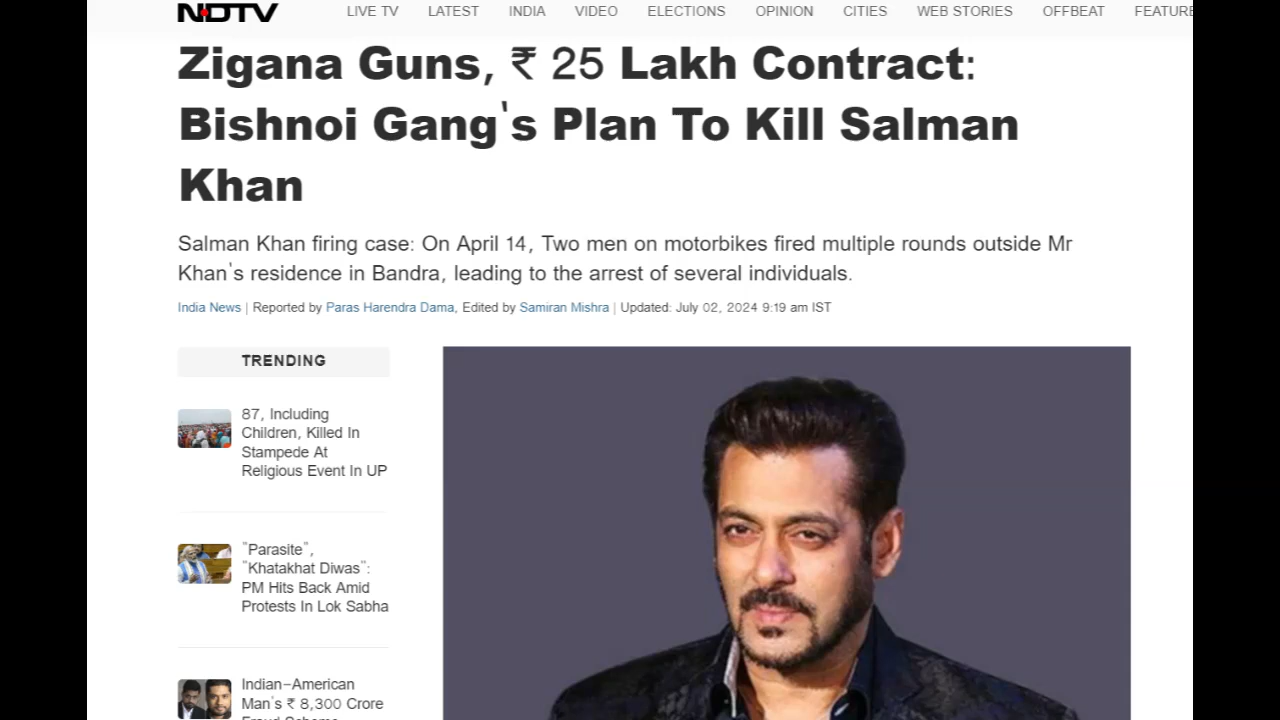 NDTV
LIVE TV LATEST INDIA VIDEO ELECTIONS OPINION CITIES WEB STORIES OFFBEAT FEATURE
Zigana Guns, ₹ 25 Lakh Contract:
Bishnoi Gang's Plan To Kill Salman
Khan
Salman Khan firing case: On April 14, Two men on motorbikes fired multiple rounds outside Mr
Khan's residence in Bandra, leading to the arrest of several individuals.
India News | Reported by Paras Harendra Dama, Edited by Samiran Mishra | Updated: July 02, 2024 9:19 am IST
TRENDING
87, Including
Children, Killed In
Stampede At
Religious Event In UP
"Parasite",
"Khatakhat Diwas":
PM Hits Back Amid
Protests In Lok Sabha
Indian-American
Man's ₹ 8,300 Crore
Fraud Scheme